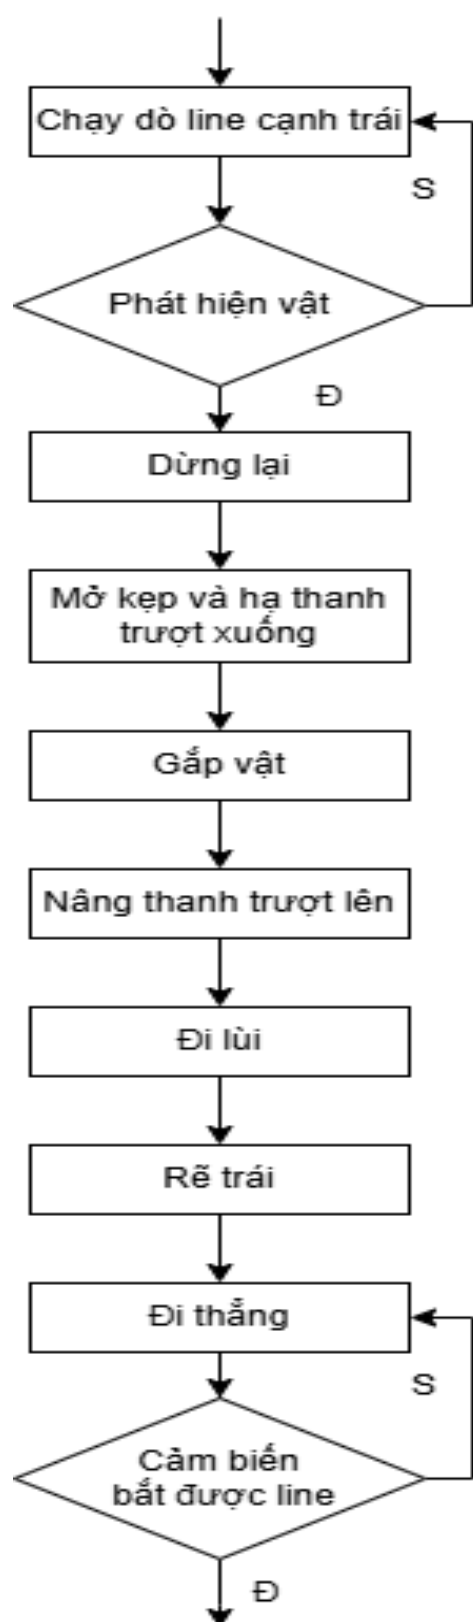 Chạy dò line cạnh trái
S
Phát hiện vật
Đ
Dừng lại
Mở kẹp và hạ thanh
trượt xuống
Gắp vật
Nâng thanh trượt lên
Đi lùi
Rẽ trái
Đi thẳng
S
Cảm biến
bắt được line
Đ